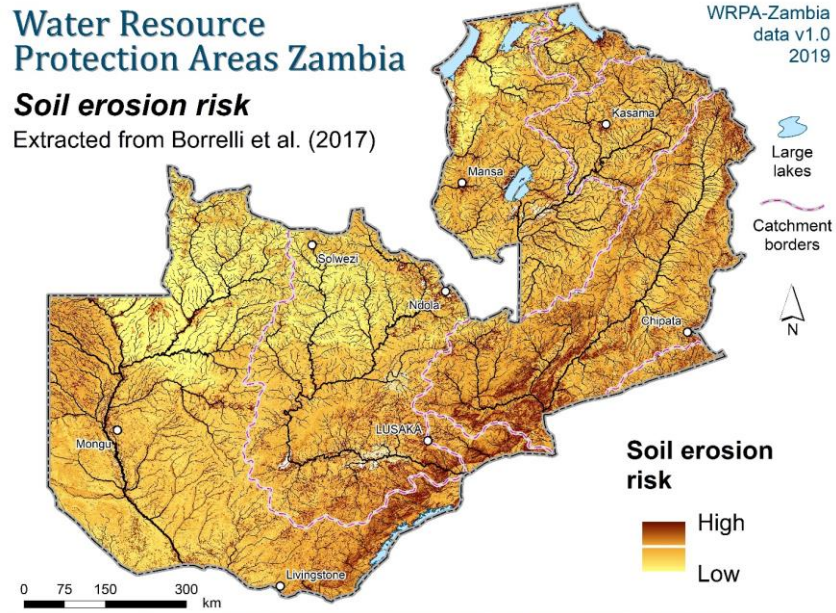 Water Resource
Protection Areas Zambia
Soil erosion risk
Extracted from Borrelli et al. (2017)
WRPA-Zambia
data v1.0
2019
Large
lakes
Catchment
borders
N
Kasama
Mansa
Solwezi
Ndola
Chipata
Mongu
LUSAKA
Livingstone
Soil erosion
risk
High
Low
0 75 150 300
km